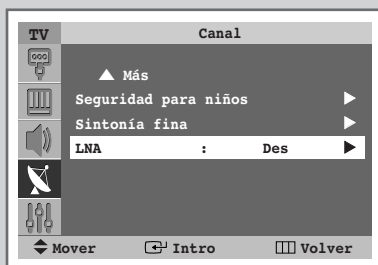 TV Canal
Más
Seguridad para niños
Sintonía fina
LNA : Des
Mover Intro Volver